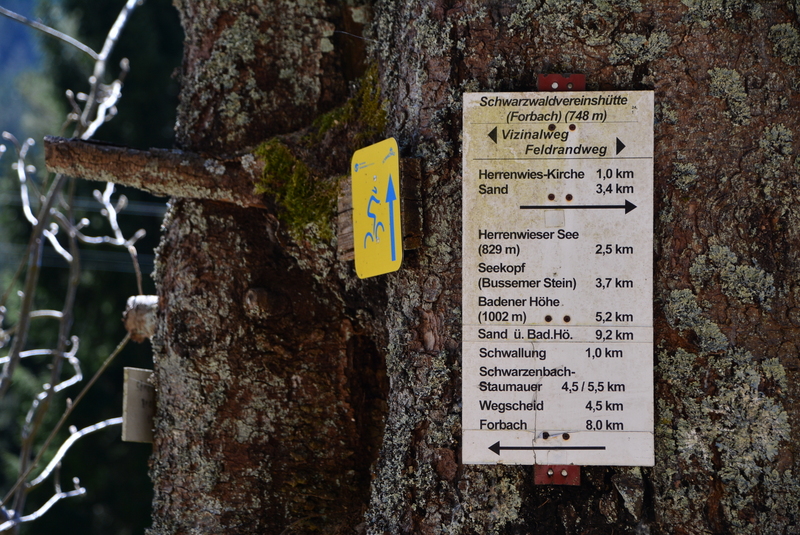 Schwarzwaldvereinshütte
(Forbach) (748 m)
Vizinalweg
Feldrandweg
Herrenwies-Kirche 1,0 km
Sand 3,4 km
Herrenwieser See
(829 m) 2,5 km
Seekopf
(Bussemer Stein) 3,7 km
Badener Höhe
(1002 m) 5,2 km
Sand ü. Bad.Hö. 9,2 km
Schwallung 1,0 km
Schwarzenbach-
Staumauer 4,5 / 5,5 km
Wegscheid 4,5 km
Forbach 8,0 km